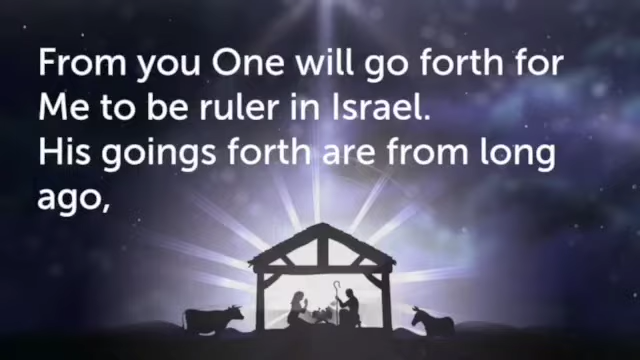 From you One will go forth for
Me to be ruler in Israel.
His goings forth are from long
ago,